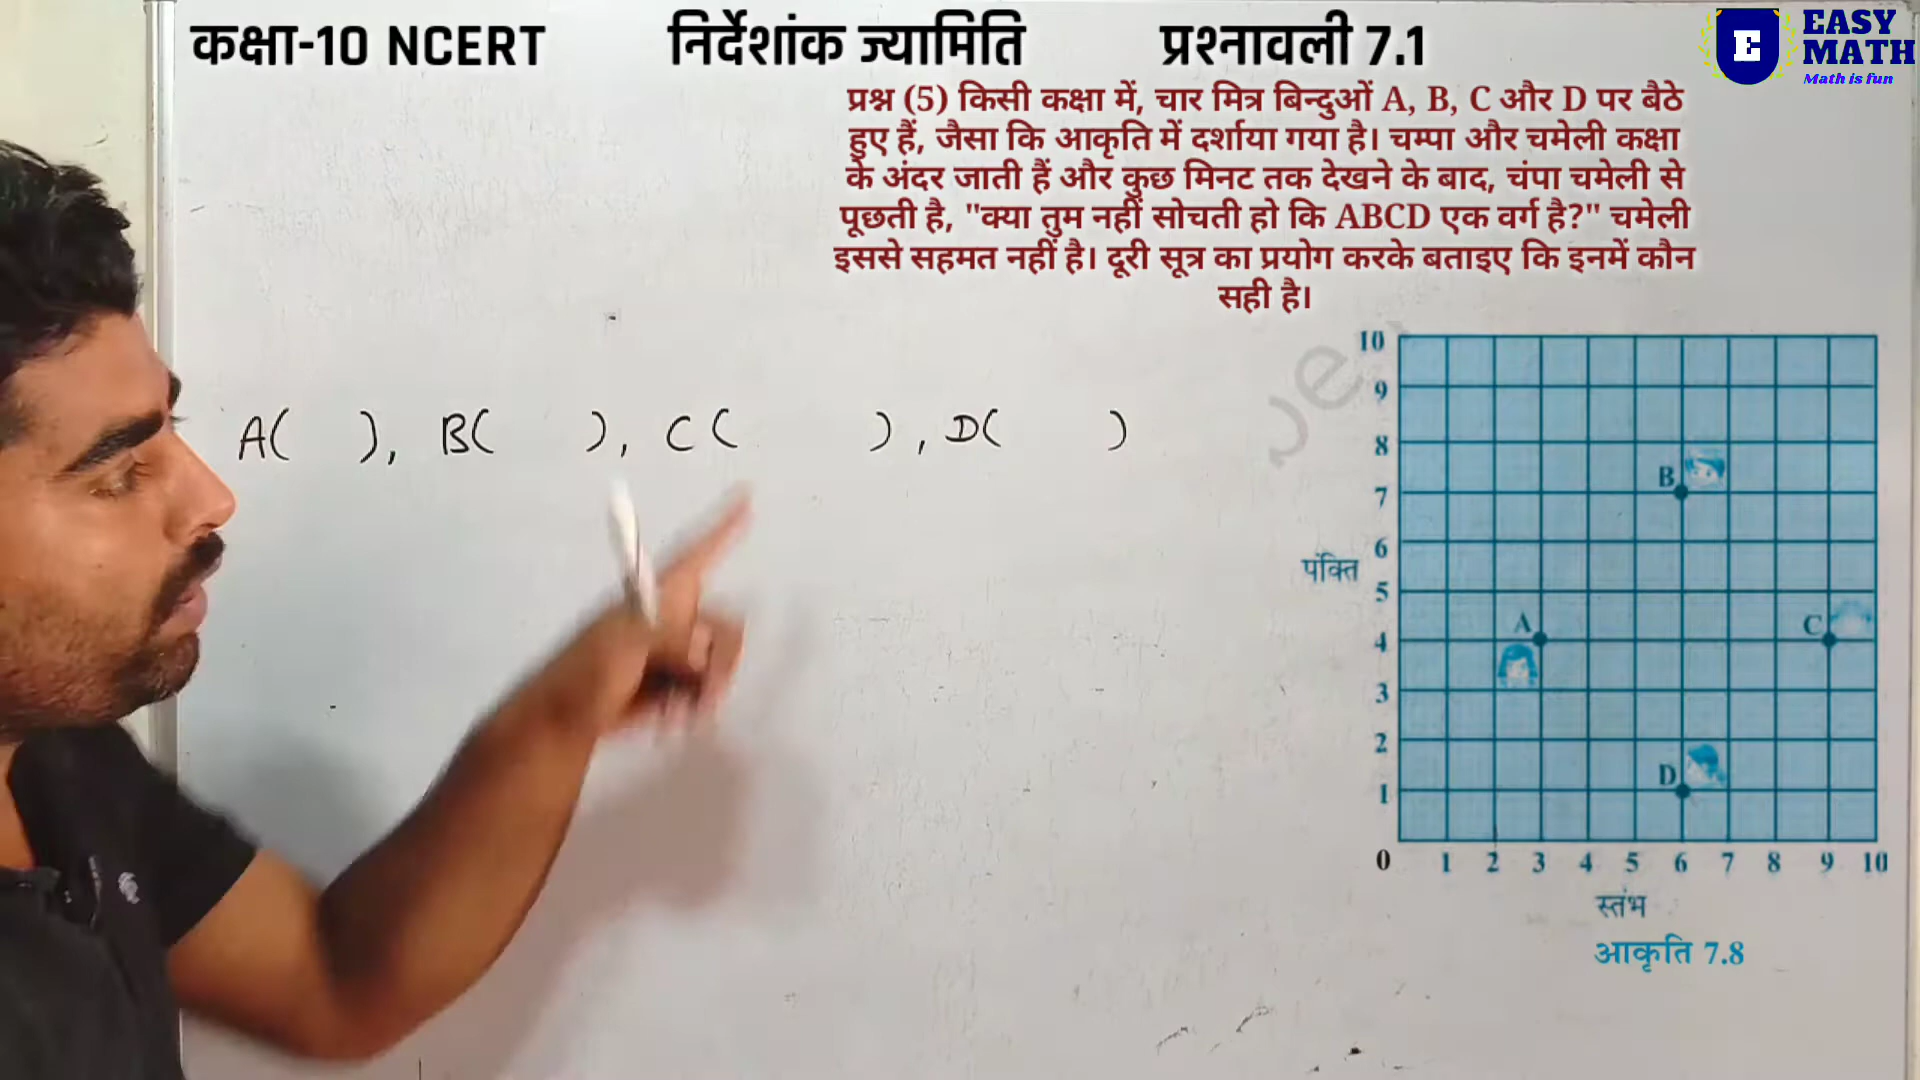 कक्षा-10 NCERT निर्देशांक ज्यामिति प्रश्नावली 7.1
E
EASY
MATH
Math is fun
प्रश्न (5) किसी कक्षा में, चार मित्र बिन्दुओं A, B, C और D पर बैठे
हुए हैं, जैसा कि आकृति में दर्शाया गया है। चम्पा और चमेली कक्षा
के अंदर जाती हैं और कुछ मिनट तक देखने के बाद, चंपा चमेली से
पूछती है, "क्या तुम नहीं सोचती हो कि ABCD एक वर्ग है?" चमेली
इससे सहमत नहीं है। दूरी सूत्र का प्रयोग करके बताइए कि इनमें कौन
सही है।
A( ), B( ), C( ), D( )
10
9
8
B
7
6
पंक्ति
5
A C
4
3
2
D
1
0 1 2 3 4 5 6 7 8 9 10
स्तंभ
आकृति 7.8